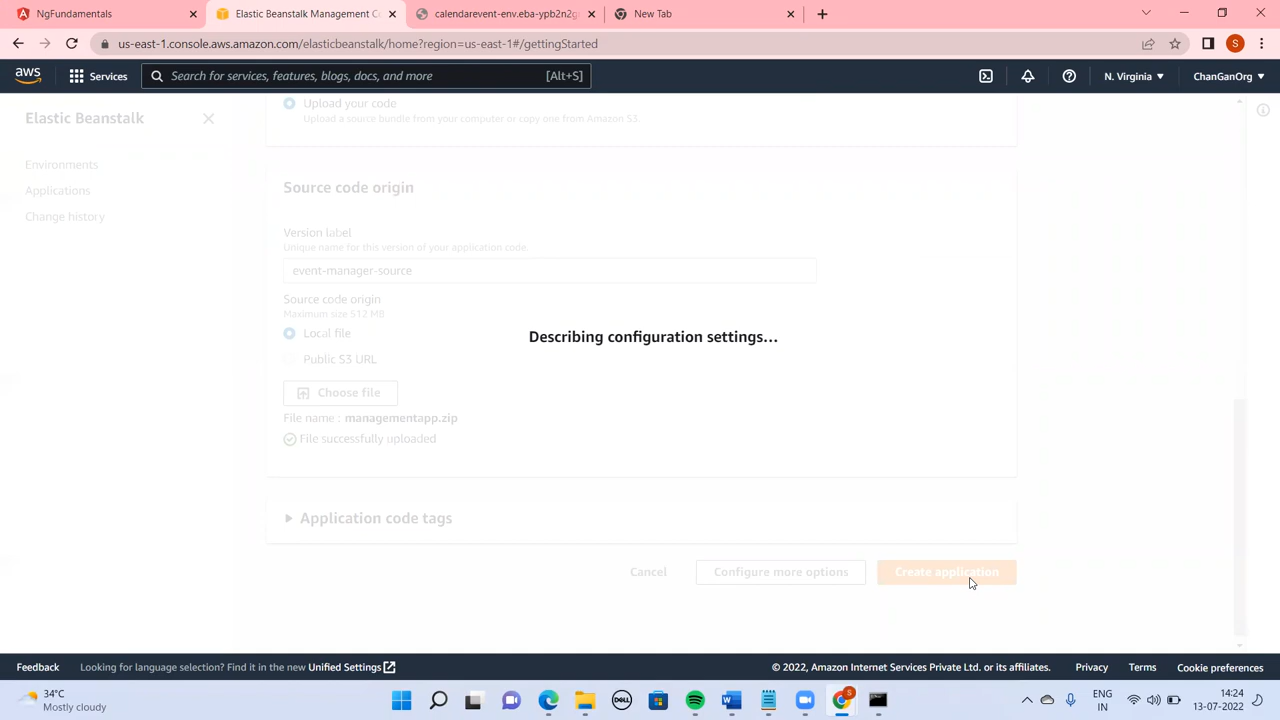 NgFundamentals
Elastic Beanstalk Management Co
calendarevent-env.eba-ypb2n2g
New Tab
us-east-1.console.aws.amazon.com/elasticbeanstalk/home?region=us-east-1#/gettingStarted
S
aws
Services
Search for services, features, blogs, docs, and more
[Alt+S]
N. Virginia
ChanGanOrg
Elastic Beanstalk
Environments
Applications
Change history
Upload your code
Upload a source bundle from your computer or copy one from Amazon S3.
Source code origin
Version label
Unique name for this version of your application code.
event-manager-source
Source code origin
Maximum size 512 MB
Local file
Public S3 URL
Describing configuration settings...
Choose file
File name : managementapp.zip
File successfully uploaded
Application code tags
Cancel
Configure more options
Create application
Feedback
Looking for language selection? Find it in the new Unified Settings
© 2022, Amazon Internet Services Private Ltd. or its affiliates.
Privacy
Terms
Cookie preferences
34°C
Mostly cloudy
DELL
S
ENG
IN
14:24
13-07-2022